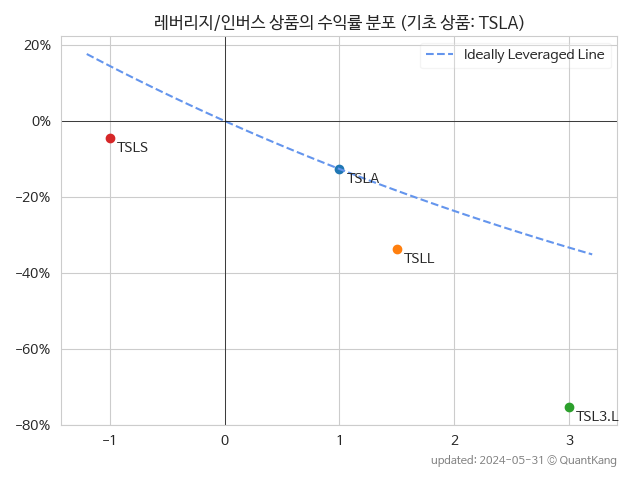 레버리지/인버스 상품의 수익률 분포 (기초 상품: TSLA)
20%
Ideally Leveraged Line
0%
TSLS
TSLA
−20%
TSLL
−40%
−60%
TSL3.L
−80%
−1
0
1
2
3
updated: 2024-05-31 © QuantKang